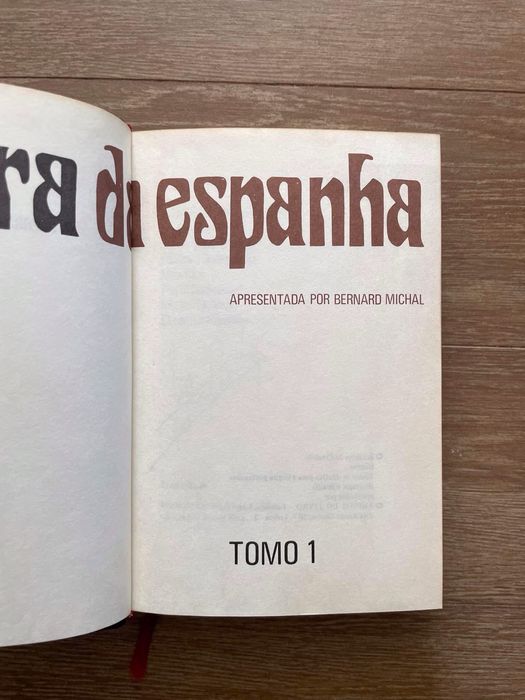 ra da espanha
APRESENTADA POR BERNARD MICHAL
TOMO 1